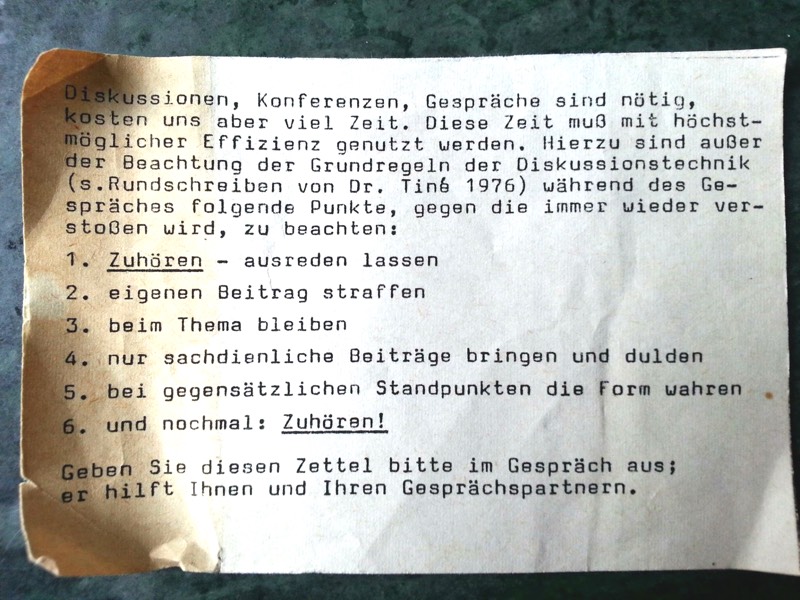 Diskussionen, Konferenzen, Gespräche sind nötig,
kosten uns aber viel Zeit. Diese Zeit muß mit höchst-
möglicher Effizienz genutzt werden. Hierzu sind außer
der Beachtung der Grundregeln der Diskussionstechnik
(s.Rundschreiben von Dr. Tiné 1976) während des Ge-
spräches folgende Punkte, gegen die immer wieder ver-
stoßen wird, zu beachten:
1. Zuhören – ausreden lassen
2. eigenen Beitrag straffen
3. beim Thema bleiben
4. nur sachdienliche Beiträge bringen und dulden
5. bei gegensätzlichen Standpunkten die Form wahren
6. und nochmal: Zuhören!
Geben Sie diesen Zettel bitte im Gespräch aus;
er hilft Ihnen und Ihren Gesprächspartnern.